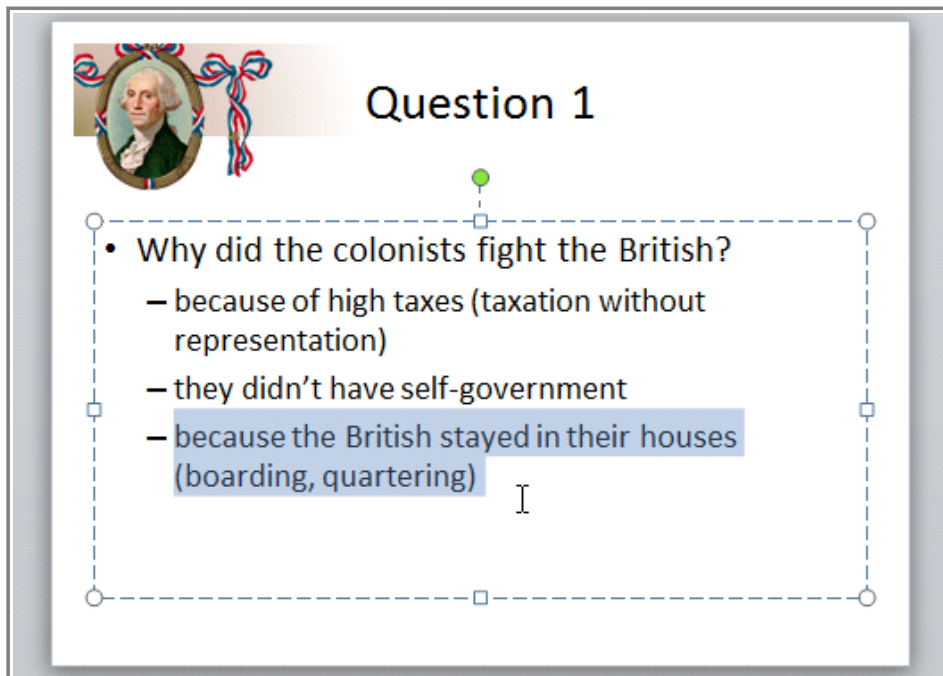 Question 1
• Why did the colonists fight the British?
– because of high taxes (taxation without
representation)
– they didn't have self-government
– because the British stayed in their houses
(boarding, quartering)